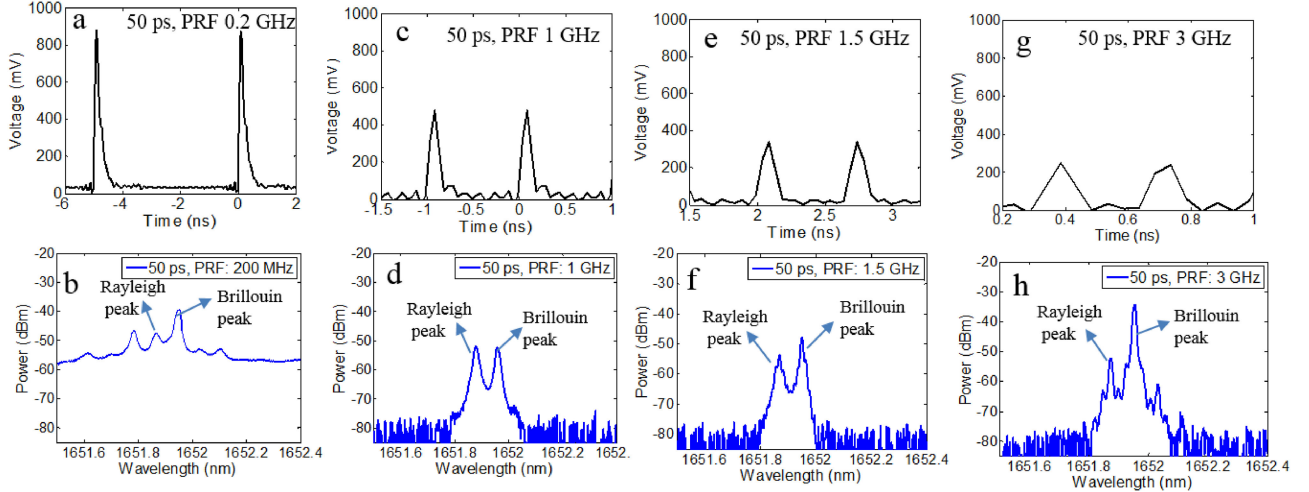 a
50 ps, PRF 0.2 GHz
Voltage (mV)
1000
800
600
400
200
0
-6
-4
-2
0
2
Time (ns)
c
50 ps, PRF 1 GHz
Voltage (mV)
1000
800
600
400
200
0
-1.5
-1
-0.5
0
0.5
1
Time (ns)
e
50 ps, PRF 1.5 GHz
Voltage (mV)
1000
800
600
400
200
0
1.5
2
2.5
3
Time (ns)
g
50 ps, PRF 3 GHz
Voltage (mV)
1000
800
600
400
200
0
0.2
0.4
0.6
0.8
1
Time (ns)
b
50 ps, PRF: 200 MHz
Rayleigh
peak
Brillouin
peak
Power (dBm)
-20
-30
-40
-50
-60
-70
-80
1651.6
1651.8
1652
1652.2
1652.4
Wavelength (nm)
d
50 ps, PRF: 1 GHz
Rayleigh
peak
Brillouin
peak
Power (dBm)
-20
-30
-40
-50
-60
-70
-80
1651.6
1651.8
1652
1652.2
1652.
Wavelength (nm)
f
50 ps, PRF: 1.5 GHz
Rayleigh
peak
Brillouin
peak
Power (dBm)
-20
-30
-40
-50
-60
-70
-80
1651.6
1651.8
1652
1652.2
1652.4
Wavelength (nm)
h
50 ps, PRF: 3 GHz
Rayleigh
peak
Brillouin
peak
Power (dBm)
-20
-30
-40
-50
-60
-70
-80
1651.6
1651.8
1652
1652.2
1652.4
Wavelength (nm)